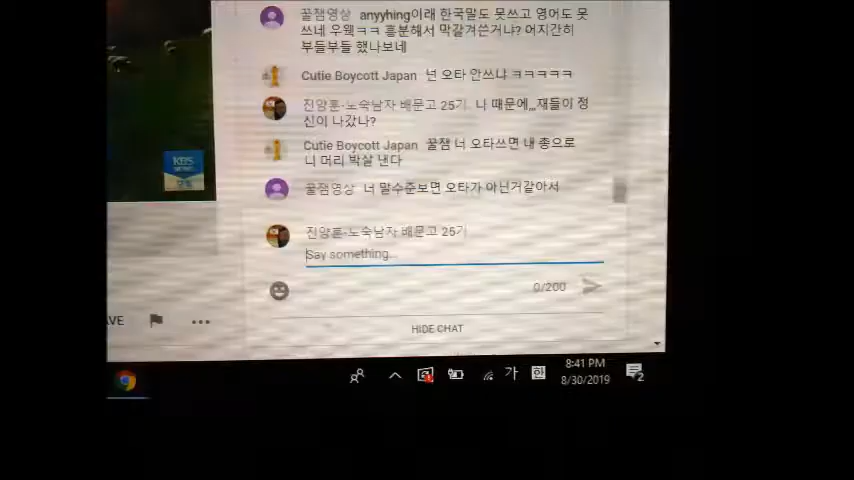 꿀잼영상 anyyhing이래 한국말도 못쓰고 영어도 못
쓰네 우웩ㅋㅋ 흥분해서 막갈겨쓴거냐? 어지간히
부들부들 했나보네
Cutie Boycott Japan 넌 오타 안쓰냐 ㅋㅋㅋㅋㅋ
진양훈-노숙남자 배문고 25기 나 때문에,,,재들이 정
신이 나갔나?
Cutie Boycott Japan 꿀잼 너 오타쓰면 내 총으로
니 머리 박살 낸다
꿀잼영상 너 말수준보면 오타가 아닌거같아서
진양훈-노숙남자 배문고 25기
Say something...
0/200
HIDE CHAT
AVE
KBS
가 한
8:41 PM
8/30/2019
2